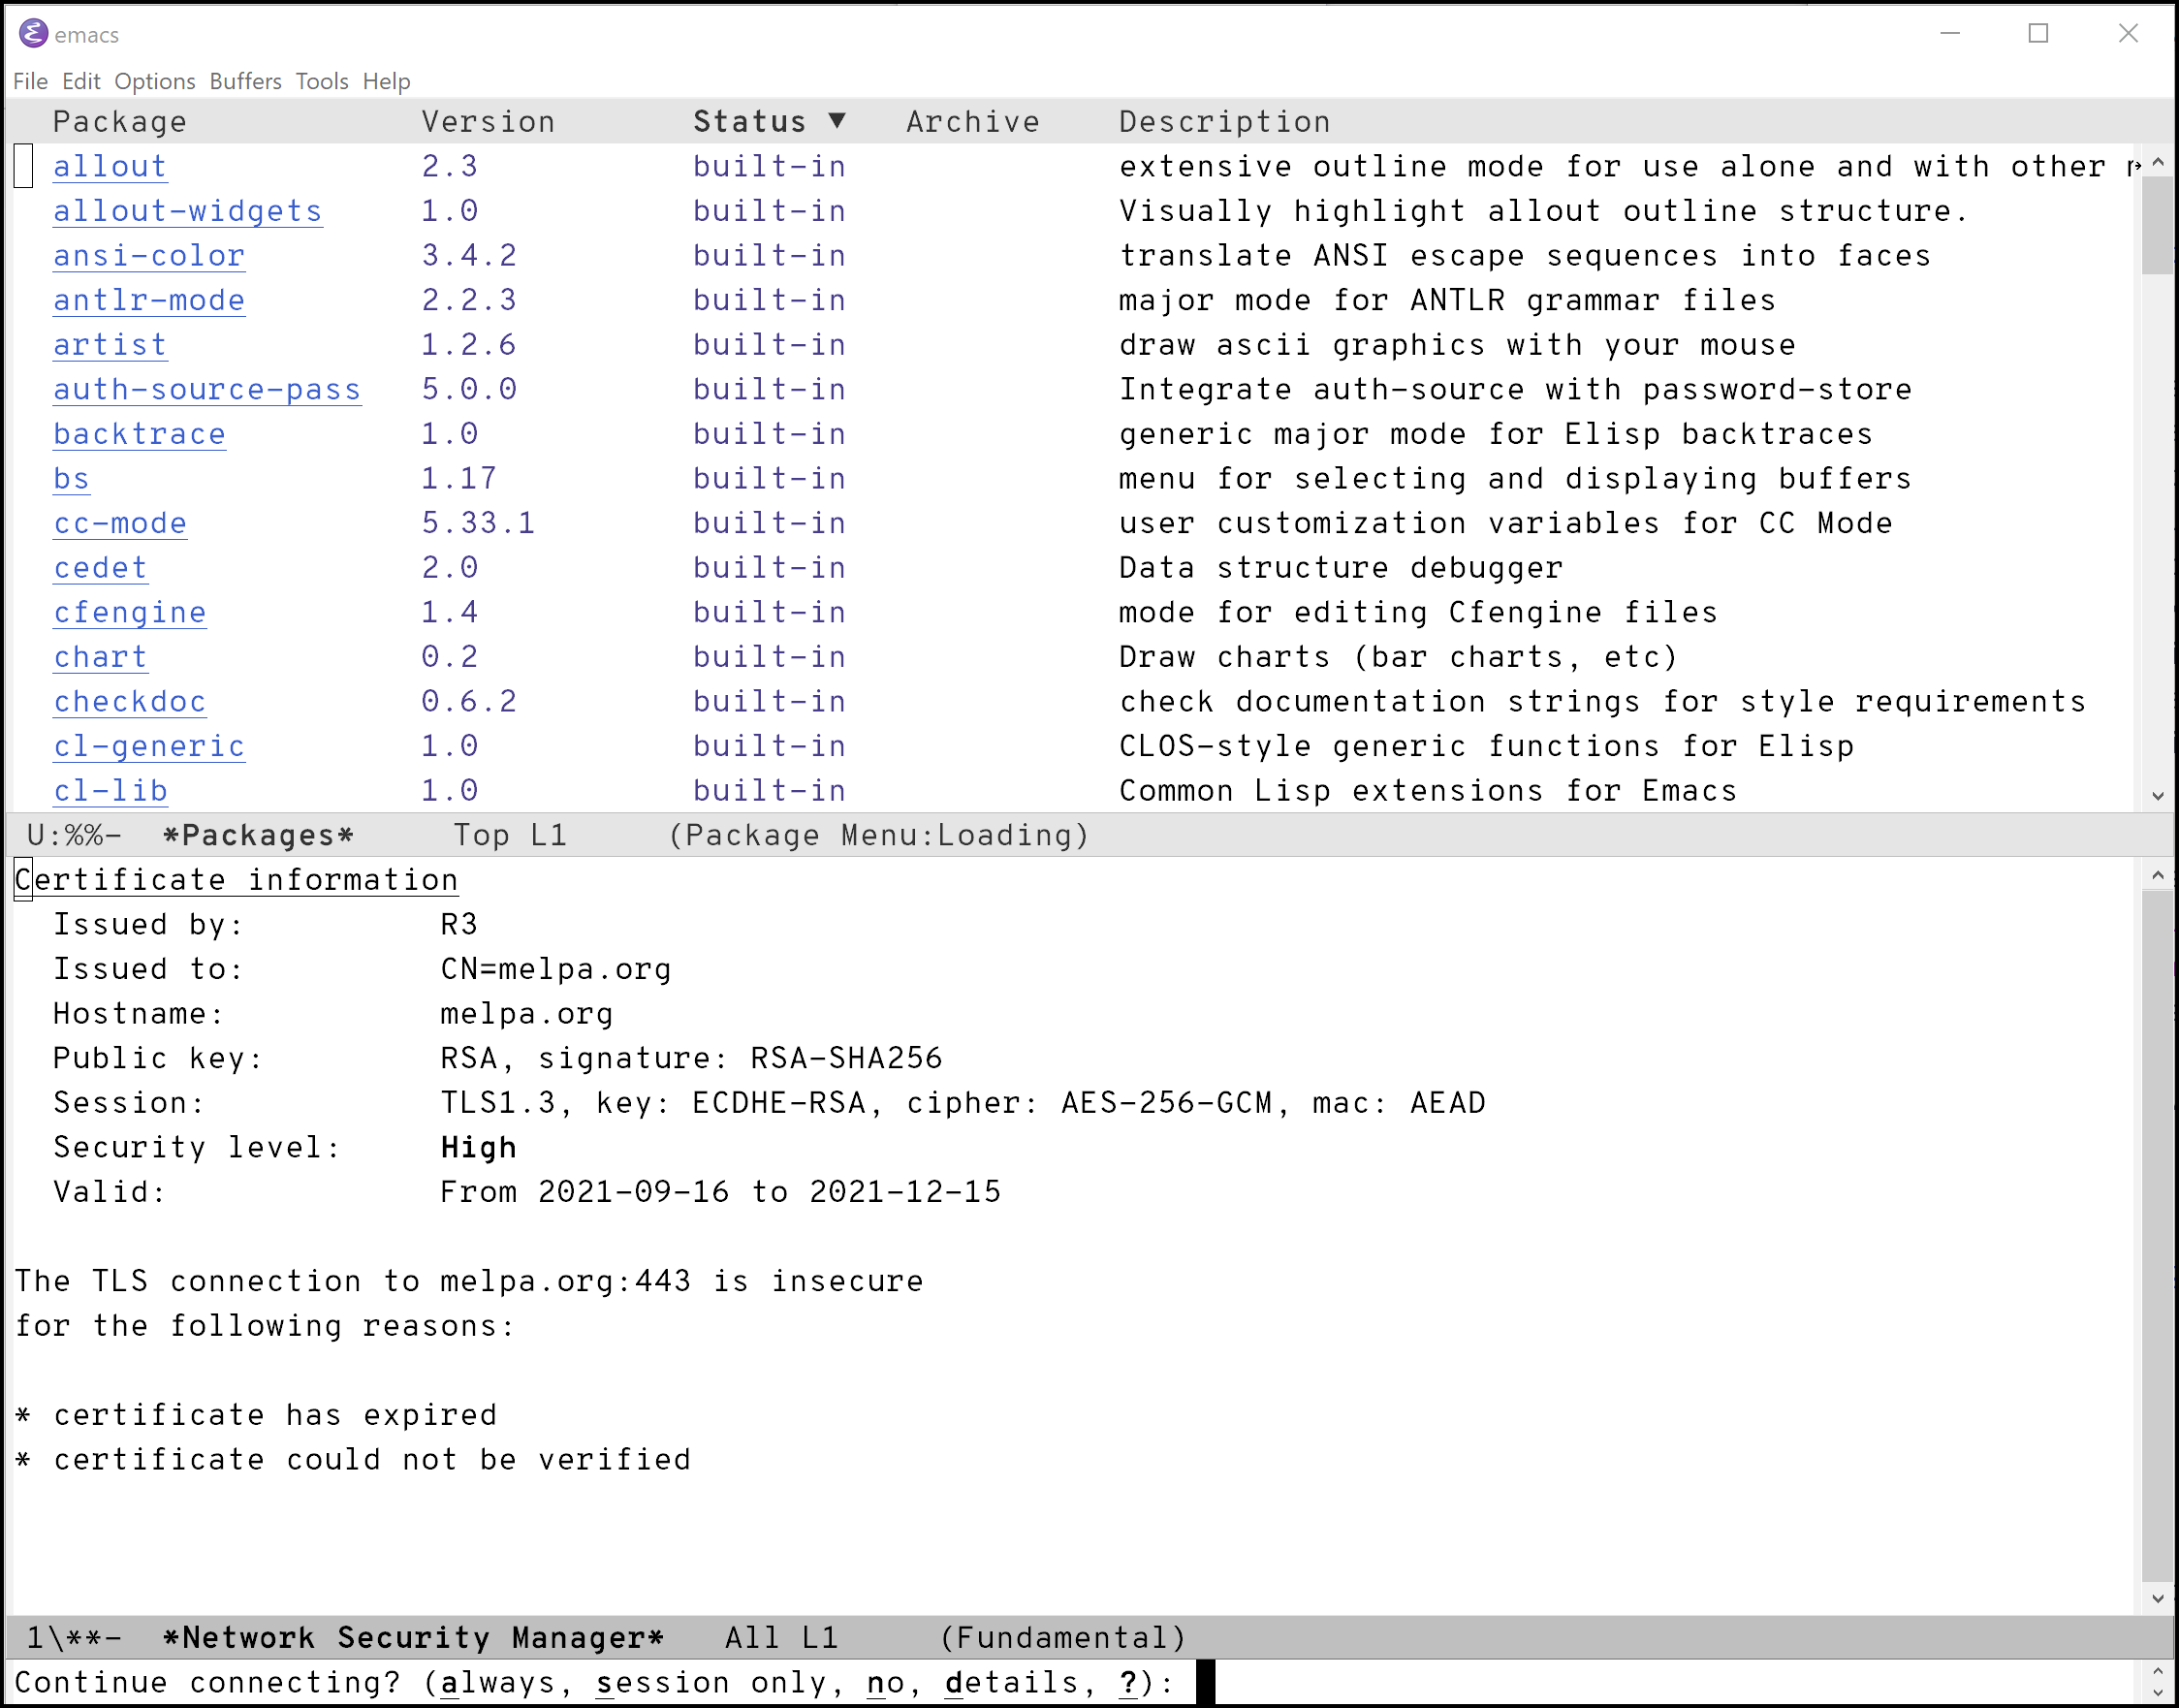 emacs
File Edit Options Buffers Tools Help
Package Version Status ▼ Archive Description
allout 2.3 built-in extensive outline mode for use alone and with other
allout-widgets 1.0 built-in Visually highlight allout outline structure.
ansi-color 3.4.2 built-in translate ANSI escape sequences into faces
antlr-mode 2.2.3 built-in major mode for ANTLR grammar files
artist 1.2.6 built-in draw ascii graphics with your mouse
auth-source-pass 5.0.0 built-in Integrate auth-source with password-store
backtrace 1.0 built-in generic major mode for Elisp backtraces
bs 1.17 built-in menu for selecting and displaying buffers
cc-mode 5.33.1 built-in user customization variables for CC Mode
cedet 2.0 built-in Data structure debugger
cfengine 1.4 built-in mode for editing Cfengine files
chart 0.2 built-in Draw charts (bar charts, etc)
checkdoc 0.6.2 built-in check documentation strings for style requirements
cl-generic 1.0 built-in CLOS-style generic functions for Elisp
cl-lib 1.0 built-in Common Lisp extensions for Emacs
U:%%- *Packages* Top L1 (Package Menu:Loading)
Certificate information
Issued by: R3
Issued to: CN=melpa.org
Hostname: melpa.org
Public key: RSA, signature: RSA-SHA256
Session: TLS1.3, key: ECDHE-RSA, cipher: AES-256-GCM, mac: AEAD
Security level: High
Valid: From 2021-09-16 to 2021-12-15
The TLS connection to melpa.org:443 is insecure
for the following reasons:
* certificate has expired
* certificate could not be verified
1\**- *Network Security Manager* All L1 (Fundamental)
Continue connecting? (always, session only, no, details, ?):